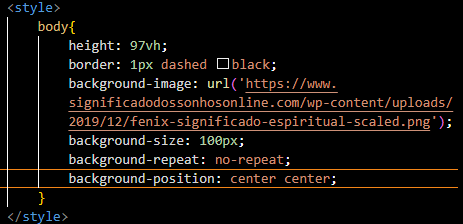 <style>
body{
height: 97vh;
border: 1px dashed black;
background-image: url('https://www.
significadodossonhosonline.com/wp-content/uploads/
2019/12/fenix-significado-espiritual-scaled.png');
background-size: 100px;
background-repeat: no-repeat;
background-position: center center;
}
</style>